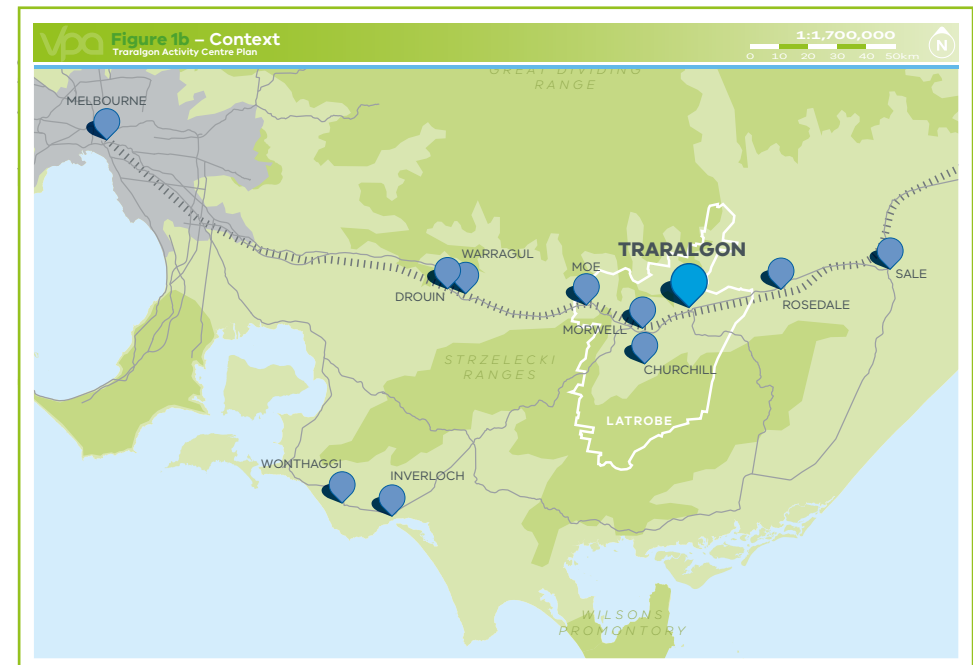 vpa
Figure 1b – Context
Traralgon Activity Centre Plan
1:1,700,000
0 10 20 30 40 50km
N
GREAT DIVIDING
RANGE
MELBOURNE
TRARALGON
WARRAGUL
MOE
SALE
DROUIN
ROSEDALE
MORWELL
STRZELECKI
RANGES
CHURCHILL
LATROBE
WONTHAGGI
INVERLOCH
WILSONS
PROMONTORY